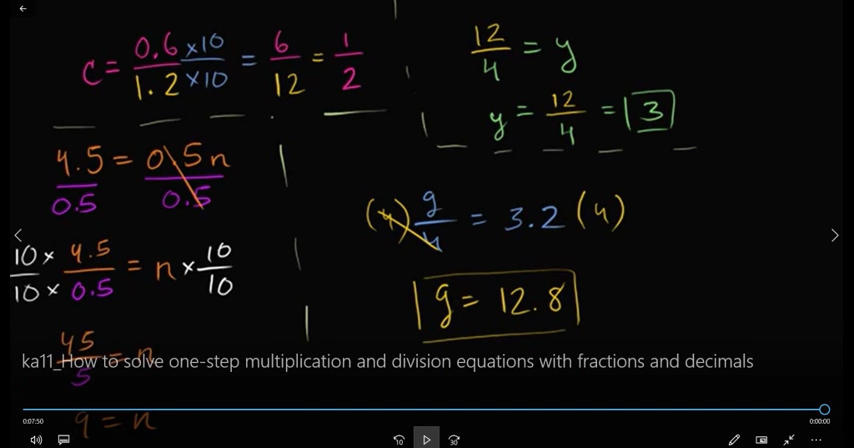 c = 0.6/1.2 ×10/×10 = 6/12 = 1/2
12/4 = y
y = 12/4 = 3
4.5/0.5 = 0.5n/0.5
(4) g/4 = 3.2 (4)
10/10 × × 4.5/0.5 = n × 10/10
g = 12.8
45/5 = n
9 = n
ka11_How to solve one-step multiplication and division equations with fractions and decimals
0:07:50
0:00:00
10
30